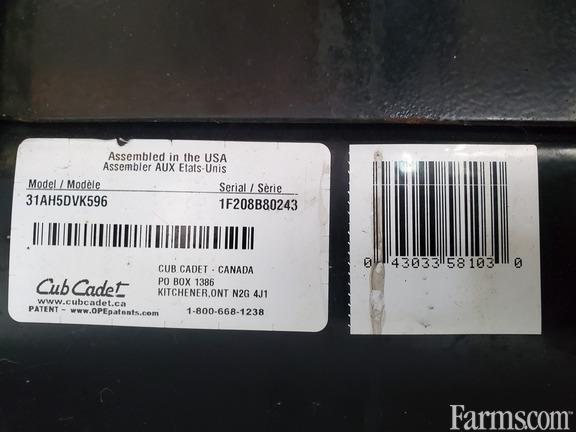 Assembled in the USA
Assembler AUX Etats-Unis
Model / Modèle Serial / Série
31AH5DVK596 1F208B80243
Cub Cadet
www.cubcadet.ca
PATENT - www.OPEpatents.com
CUB CADET - CANADA
PO BOX 1386
KITCHENER,ONT N2G 4J1
1-800-668-1238
0 43033 58103 0
Farms.com